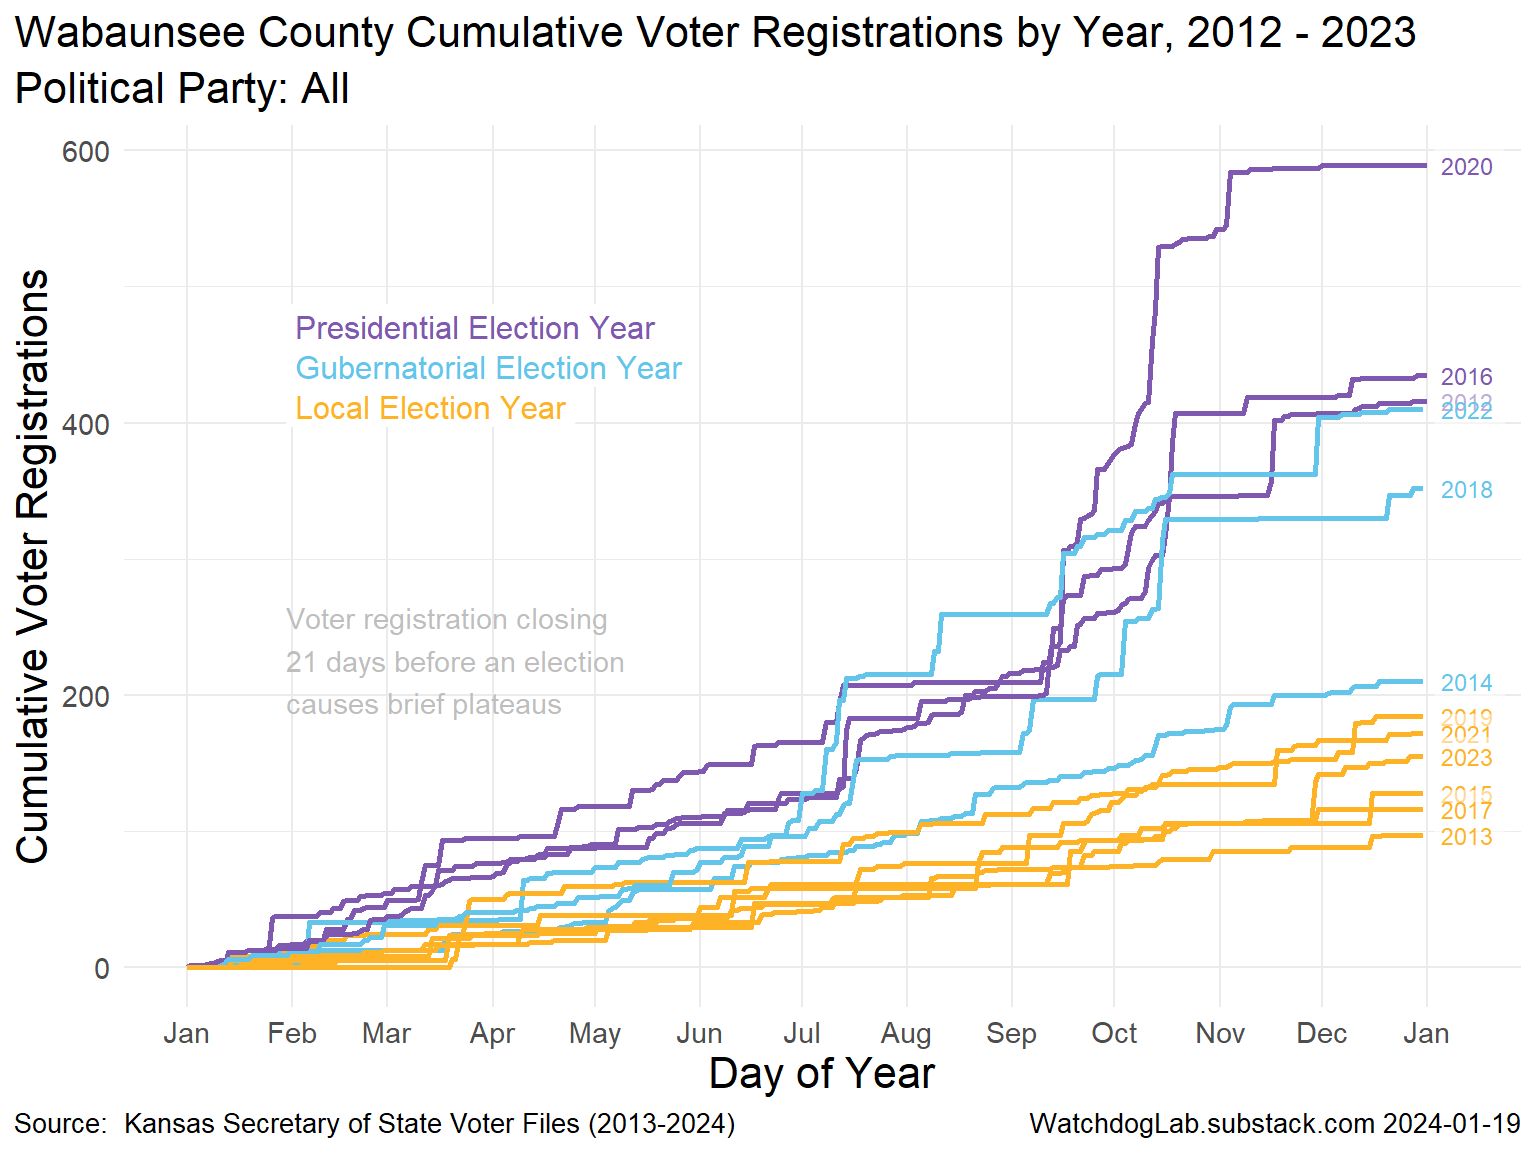 Wabaunsee County Cumulative Voter Registrations by Year, 2012 - 2023
Political Party: All
Cumulative Voter Registrations
600
400
200
0
Presidential Election Year
Gubernatorial Election Year
Local Election Year
Voter registration closing
21 days before an election
causes brief plateaus
2020
2016
2012
2022
2018
2014
2019
2021
2023
2015
2017
2013
Jan Feb Mar Apr May Jun Jul Aug Sep Oct Nov Dec Jan
Day of Year
Source:  Kansas Secretary of State Voter Files (2013-2024)
WatchdogLab.substack.com 2024-01-19